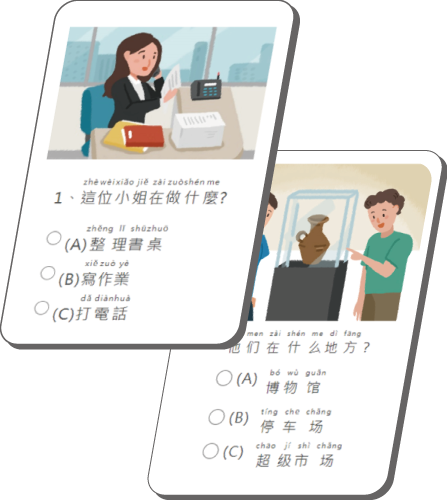 zhè wèi xiǎo jiě zài zuò shén me
1、這位小姐在做什麼?
zhěng lǐ shū zhuō
(A)整理書桌
xiě zuò yè
(B)寫作業
dǎ diàn huà
(C)打電話
men zài shén me dì fāng
他们在什么地方?
bó wù guǎn
(A) 博物馆
tíng chē chǎng
(B) 停车场
chāo jí shì chǎng
(C) 超级市场